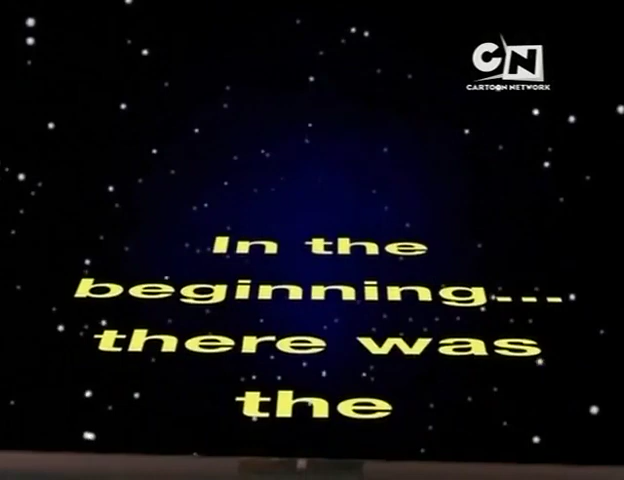 CN
CARTOON NETWORK
In the
beginning...
there was
the